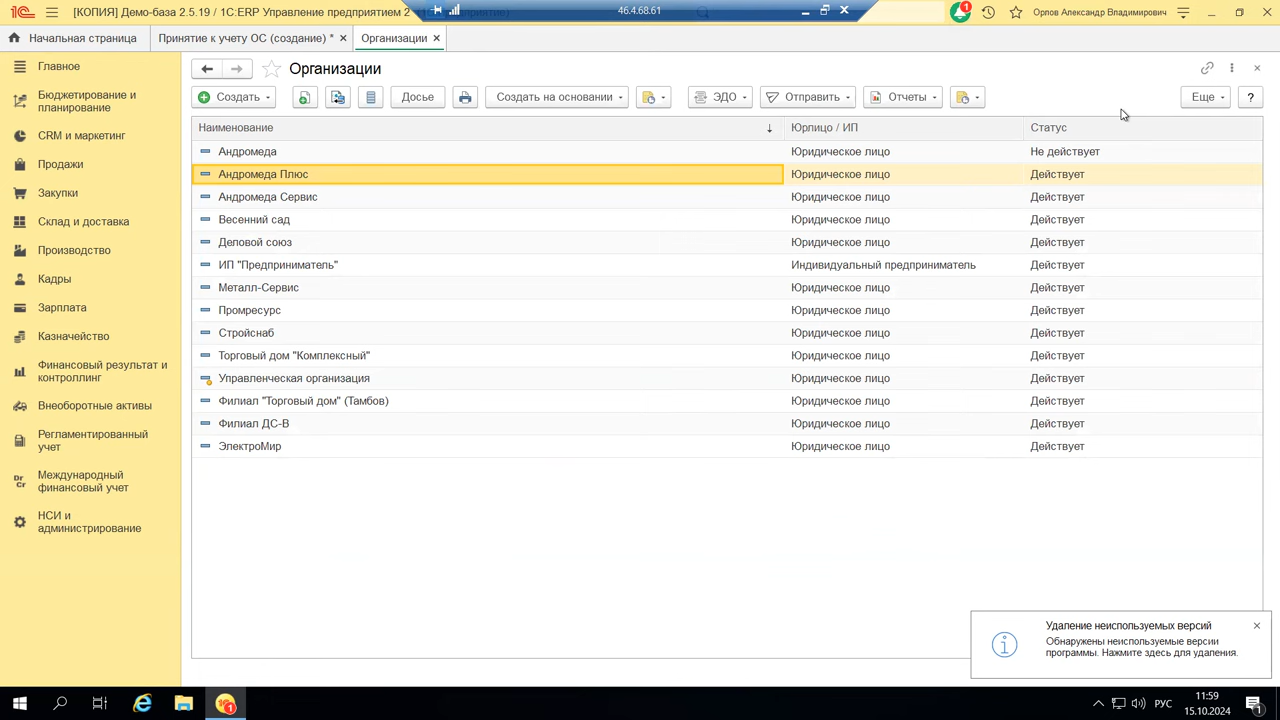 [КОПИЯ] Демо-база 2.5.19 / 1С:ERP Управление предприятием 2
46.4.68.61
1
Орлов Александр Владимирович
Начальная страница
Принятие к учету ОС (создание) *
Организации
Главное
Бюджетирование и
планирование
CRM и маркетинг
Продажи
Закупки
Склад и доставка
Производство
Кадры
Зарплата
Казначейство
Финансовый результат и
контроллинг
Внеоборотные активы
Регламентированный
учет
Международный
финансовый учет
НСИ и
администрирование
Организации
Создать
Досье
Создать на основании
ЭДО
Отправить
Отчеты
Еще
?
Наименование Юрлицо / ИП Статус
Андромеда Юридическое лицо Не действует
Андромеда Плюс Юридическое лицо Действует
Андромеда Сервис Юридическое лицо Действует
Весенний сад Юридическое лицо Действует
Деловой союз Юридическое лицо Действует
ИП "Предприниматель" Индивидуальный предприниматель Действует
Металл-Сервис Юридическое лицо Действует
Промресурс Юридическое лицо Действует
Стройснаб Юридическое лицо Действует
Торговый дом "Комплексный" Юридическое лицо Действует
Управленческая организация Юридическое лицо Действует
Филиал "Торговый дом" (Тамбов) Юридическое лицо Действует
Филиал ДС-В Юридическое лицо Действует
ЭлектроМир Юридическое лицо Действует
Удаление неиспользуемых версий
Обнаружены неиспользуемые версии
программы. Нажмите здесь для удаления.
РУС
11:59
15.10.2024